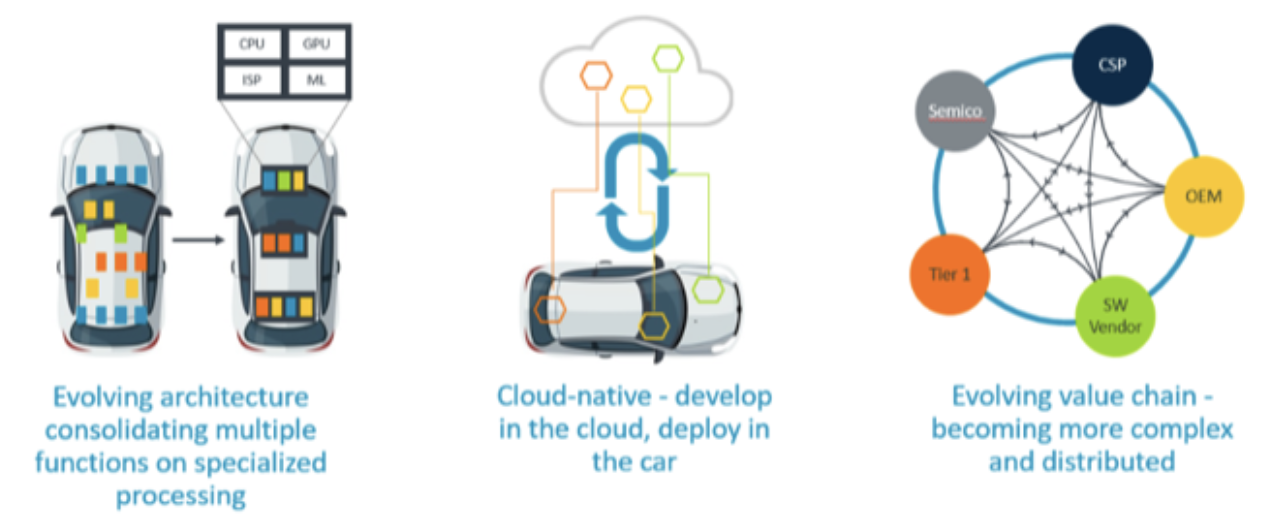 CPU GPU
ISP ML
Evolving architecture
consolidating multiple
functions on specialized
processing
Cloud-native - develop
in the cloud, deploy in
the car
CSP
Semico
OEM
Tier 1
SW
Vendor
Evolving value chain -
becoming more complex
and distributed